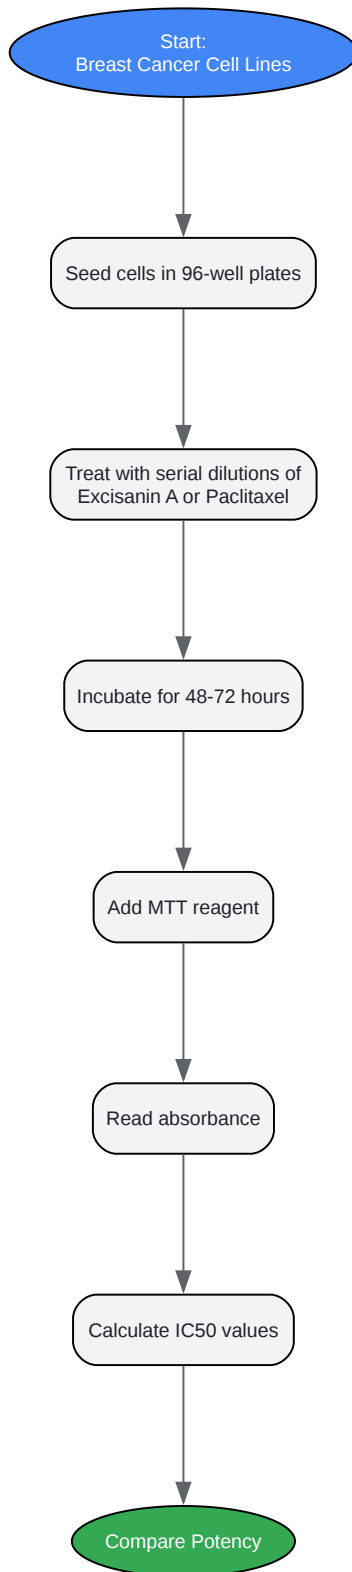 Start:
Breast Cancer Cell Lines
Seed cells in 96-well plates
Treat with serial dilutions of
Excisanin A or Paclitaxel
Incubate for 48-72 hours
Add MTT reagent
Read absorbance
Calculate IC50 values
Compare Potency